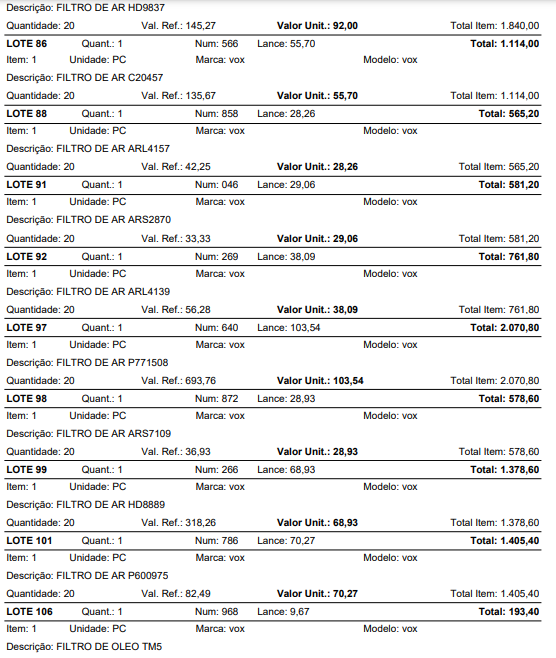 Descrição: FILTRO DE AR HD9837
Quantidade: 20 Val. Ref.: 145,27 Valor Unit.: 92,00 Total Item: 1.840,00
LOTE 86 Quant.: 1 Num: 566 Lance: 55,70 Total: 1.114,00
Item: 1 Unidade: PC Marca: vox Modelo: vox
Descrição: FILTRO DE AR C20457
Quantidade: 20 Val. Ref.: 135,67 Valor Unit.: 55,70 Total Item: 1.114,00
LOTE 88 Quant.: 1 Num: 858 Lance: 28,26 Total: 565,20
Item: 1 Unidade: PC Marca: vox Modelo: vox
Descrição: FILTRO DE AR ARL4157
Quantidade: 20 Val. Ref.: 42,25 Valor Unit.: 28,26 Total Item: 565,20
LOTE 91 Quant.: 1 Num: 046 Lance: 29,06 Total: 581,20
Item: 1 Unidade: PC Marca: vox Modelo: vox
Descrição: FILTRO DE AR ARS2870
Quantidade: 20 Val. Ref.: 33,33 Valor Unit.: 29,06 Total Item: 581,20
LOTE 92 Quant.: 1 Num: 269 Lance: 38,09 Total: 761,80
Item: 1 Unidade: PC Marca: vox Modelo: vox
Descrição: FILTRO DE AR ARL4139
Quantidade: 20 Val. Ref.: 56,28 Valor Unit.: 38,09 Total Item: 761,80
LOTE 97 Quant.: 1 Num: 640 Lance: 103,54 Total: 2.070,80
Item: 1 Unidade: PC Marca: vox Modelo: vox
Descrição: FILTRO DE AR P771508
Quantidade: 20 Val. Ref.: 693,76 Valor Unit.: 103,54 Total Item: 2.070,80
LOTE 98 Quant.: 1 Num: 872 Lance: 28,93 Total: 578,60
Item: 1 Unidade: PC Marca: vox Modelo: vox
Descrição: FILTRO DE AR ARS7109
Quantidade: 20 Val. Ref.: 36,93 Valor Unit.: 28,93 Total Item: 578,60
LOTE 99 Quant.: 1 Num: 266 Lance: 68,93 Total: 1.378,60
Item: 1 Unidade: PC Marca: vox Modelo: vox
Descrição: FILTRO DE AR HD8889
Quantidade: 20 Val. Ref.: 318,26 Valor Unit.: 68,93 Total Item: 1.378,60
LOTE 101 Quant.: 1 Num: 786 Lance: 70,27 Total: 1.405,40
Item: 1 Unidade: PC Marca: vox Modelo: vox
Descrição: FILTRO DE AR P600975
Quantidade: 20 Val. Ref.: 82,49 Valor Unit.: 70,27 Total Item: 1.405,40
LOTE 106 Quant.: 1 Num: 968 Lance: 9,67 Total: 193,40
Item: 1 Unidade: PC Marca: vox Modelo: vox
Descrição: FILTRO DE OLEO TM5